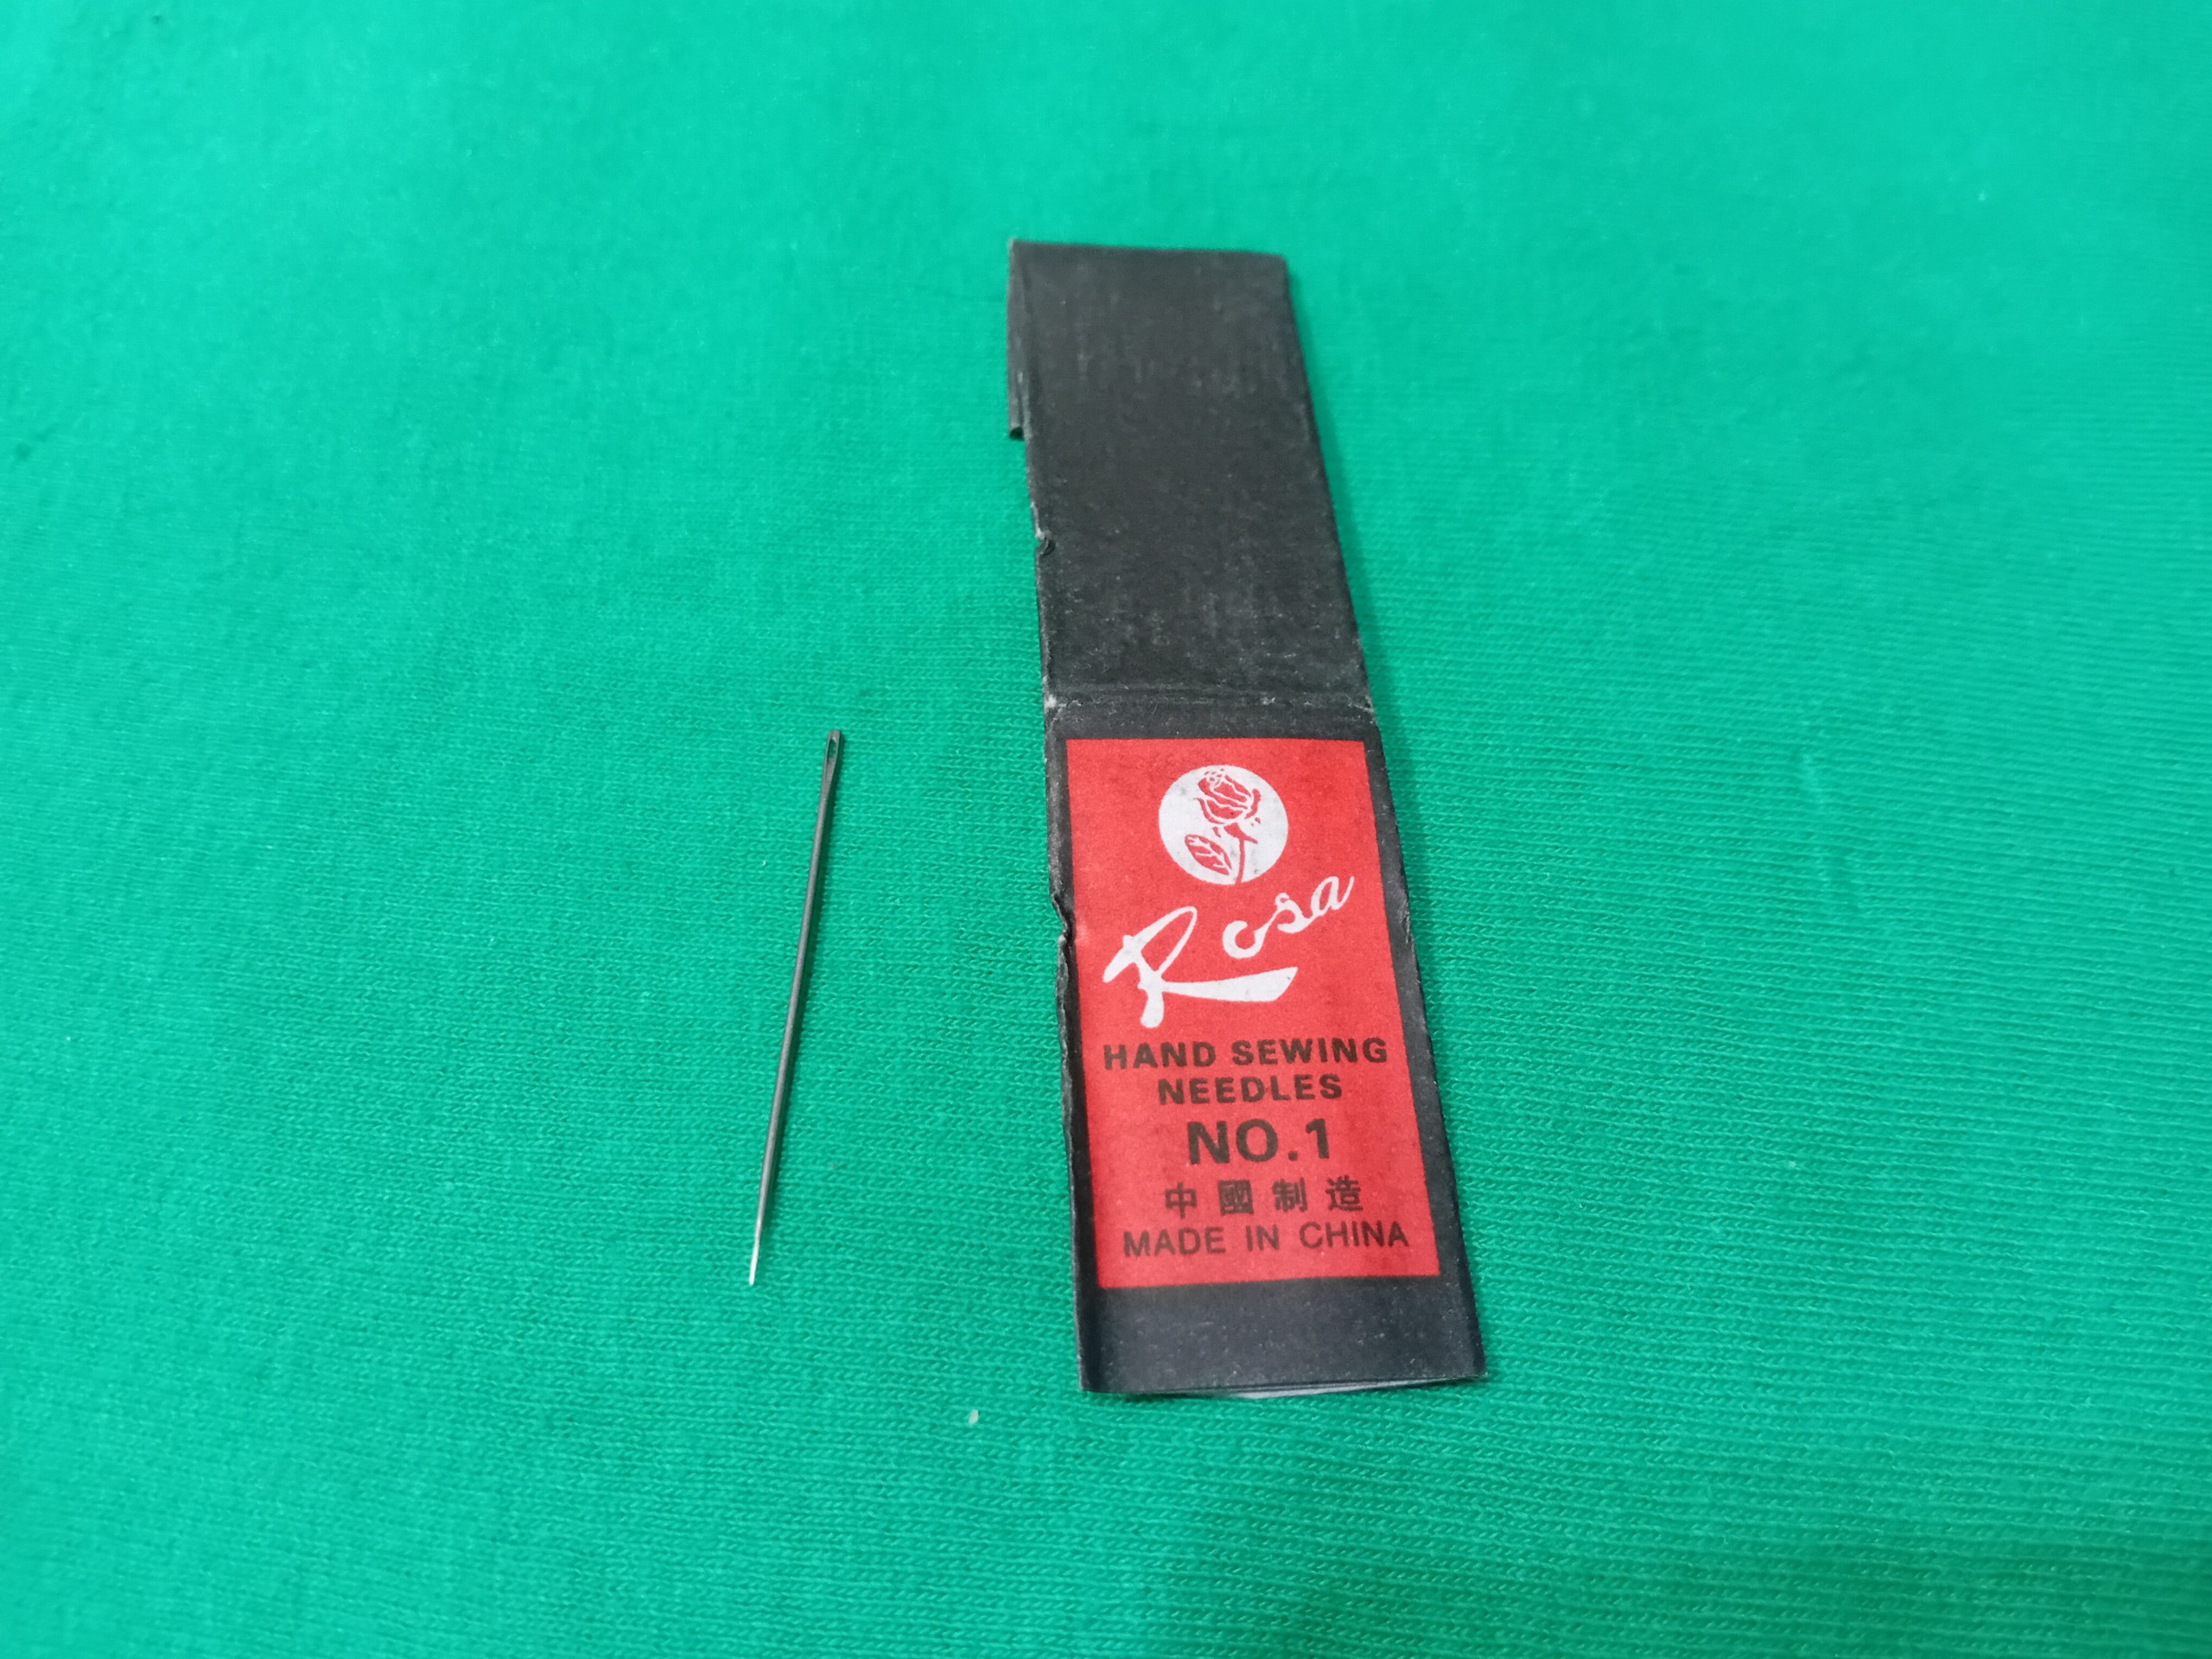 Rosa
HAND SEWING
NEEDLES
NO.1
中國制造
MADE IN CHINA